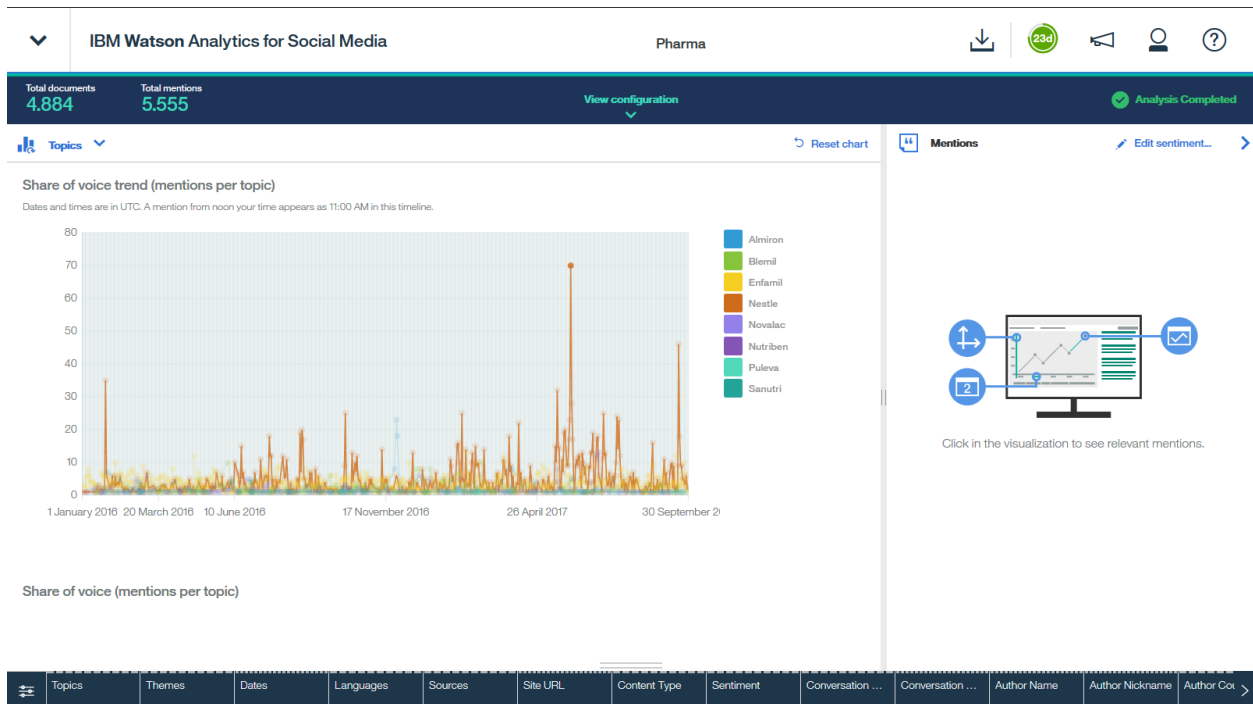 IBM Watson Analytics for Social Media
Pharma
23d
?
Total documents
4.884
Total mentions
5.555
View configuration
Analysis Completed
Topics
Reset chart
Mentions
Edit sentiment...
Share of voice trend (mentions per topic)
Dates and times are in UTC. A mention from noon your time appears as 11:00 AM in this timeline.
80
70
60
50
40
30
20
10
0
1 January 2016 20 March 2016 10 June 2016 17 November 2016 26 April 2017 30 September 2
Almiron
Blemil
Enfamil
Nestle
Novalac
Nutriben
Puleva
Sanutri
2
Click in the visualization to see relevant mentions.
Share of voice (mentions per topic)
Topics Themes Dates Languages Sources Site URL Content Type Sentiment Conversation ... Conversation ... Author Name Author Nickname Author Cou